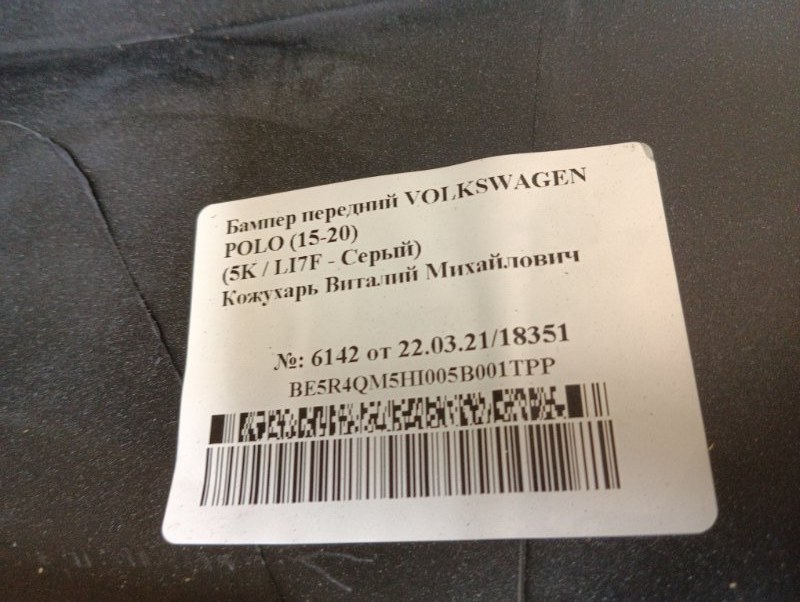 Бампер передний VOLKSWAGEN
POLO (15-20)
(5K / LI7F - Серый)
Кожухарь Виталий Михайлович
№: 6142 от 22.03.21/18351
BE5R4QM5HI005B001TPP